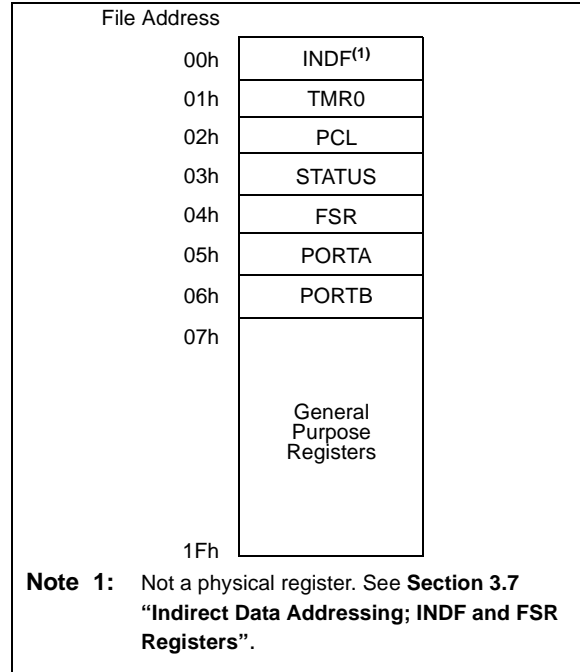 File Address
00h INDF(1)
01h TMR0
02h PCL
03h STATUS
04h FSR
05h PORTA
06h PORTB
07h
General
Purpose
Registers
1Fh
Note 1: Not a physical register. See Section 3.7
“Indirect Data Addressing; INDF and FSR
Registers”.